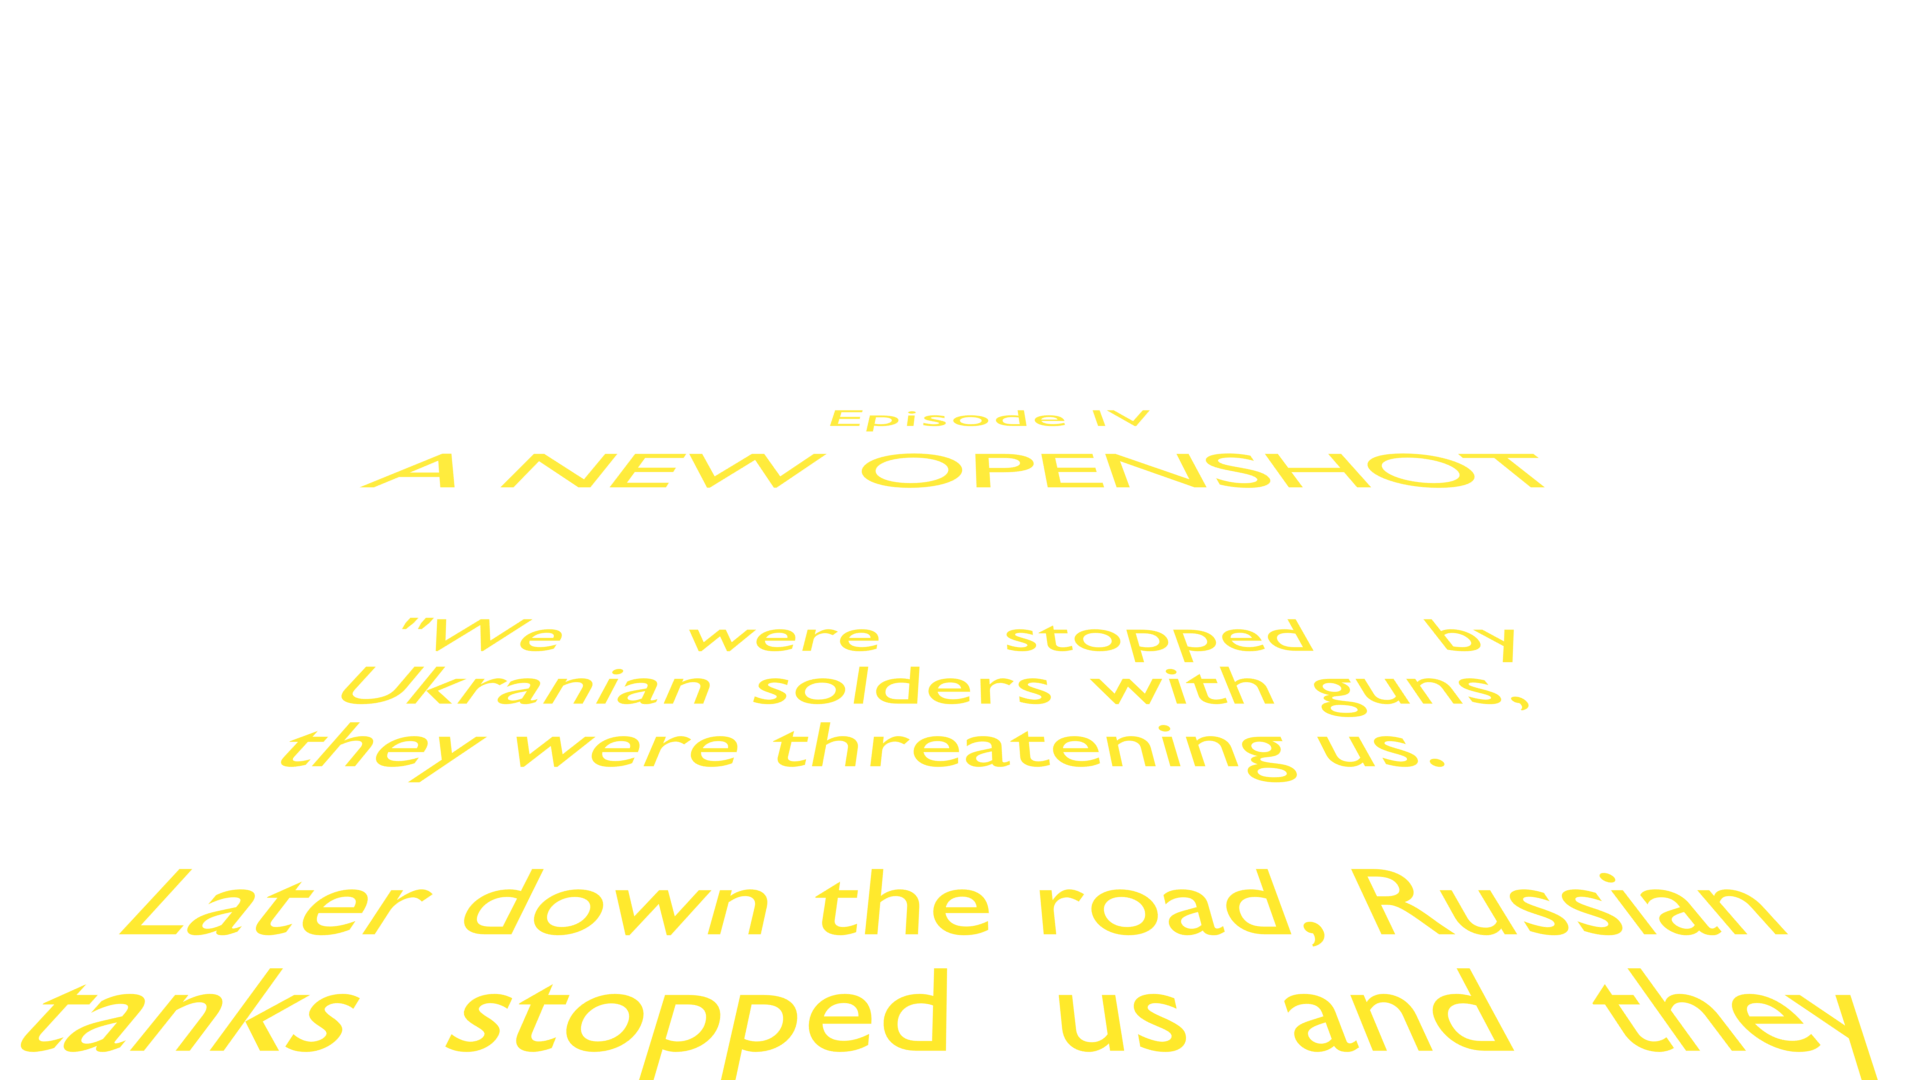 Episode IV
A NEW OPENSHOT
"We were stopped by
Ukranian solders with guns,
they were threatening us.
Later down the road, Russian
tanks stopped us and they